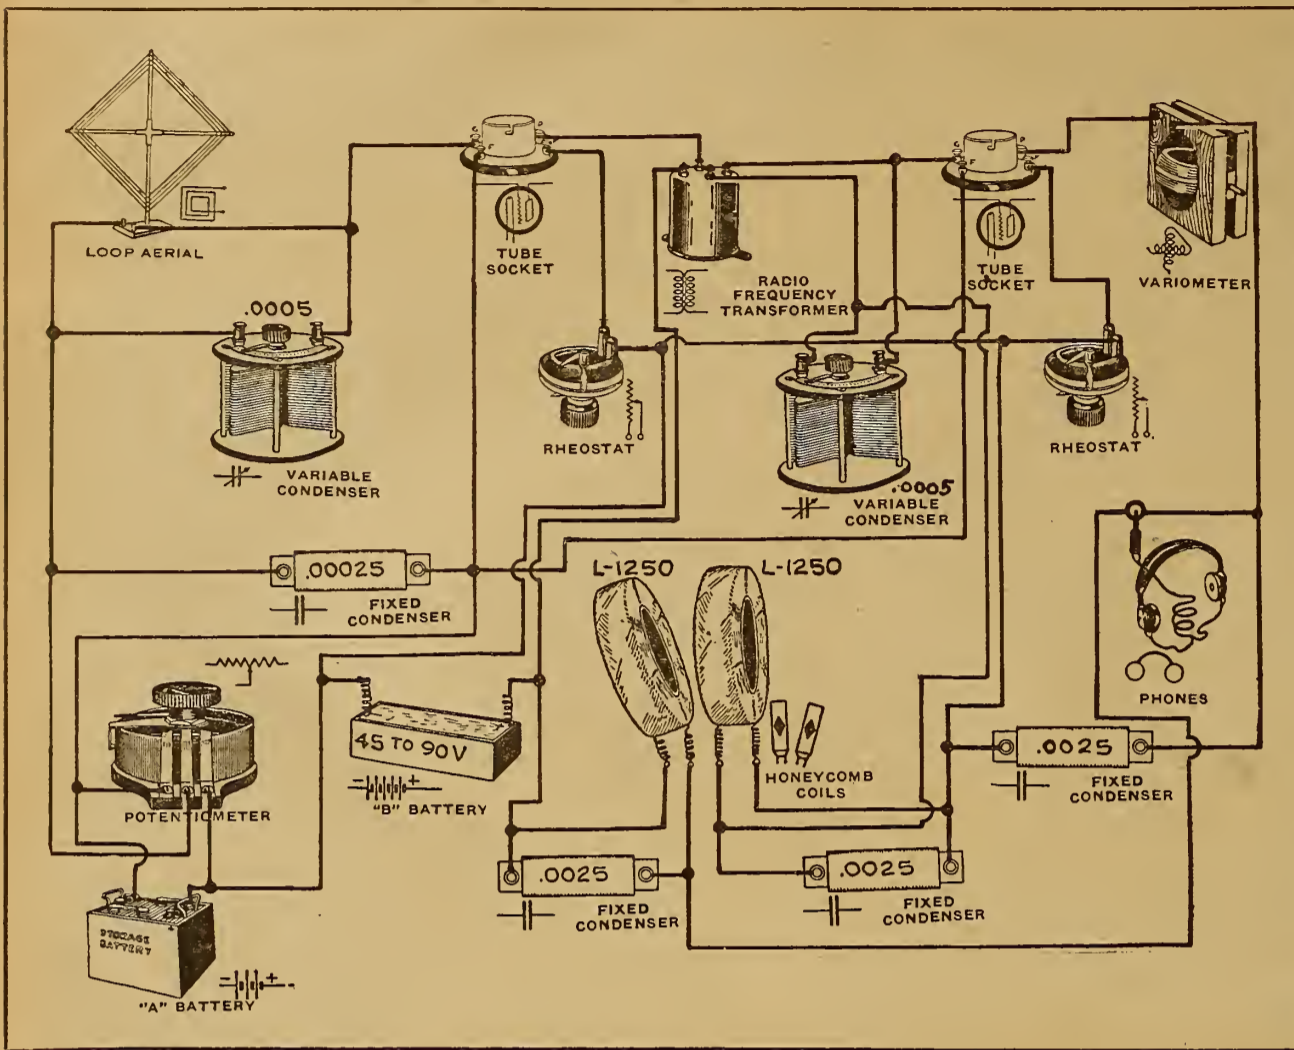 LOOP AERIAL
.0005
VARIABLE
CONDENSER
G
P
F
F
TUBE
SOCKET
RADIO
FREQUENCY
TRANSFORMER
G
P
F
F
TUBE
SOCKET
VARIOMETER
RHEOSTAT
.0005
VARIABLE
CONDENSER
RHEOSTAT
.00025
FIXED
CONDENSER
L-1250
L-1250
PHONES
45 TO 90V
- +
"B" BATTERY
HONEYCOMB
COILS
.0025
FIXED
CONDENSER
POTENTIOMETER
.0025
FIXED
CONDENSER
.0025
FIXED
CONDENSER
STORAGE
BATTERY
- +
"A" BATTERY